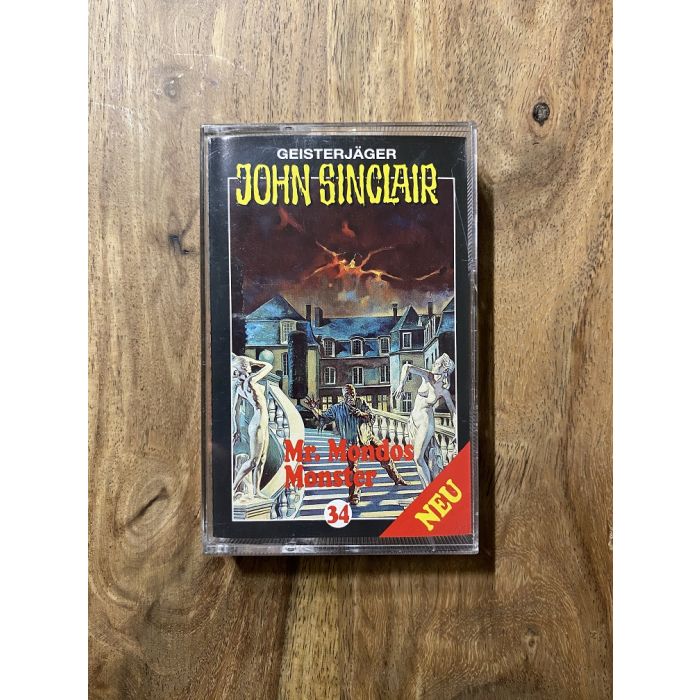 GEISTERJÄGER
JOHN SINCLAIR
Mr. Mondos
Monster
34
NEU